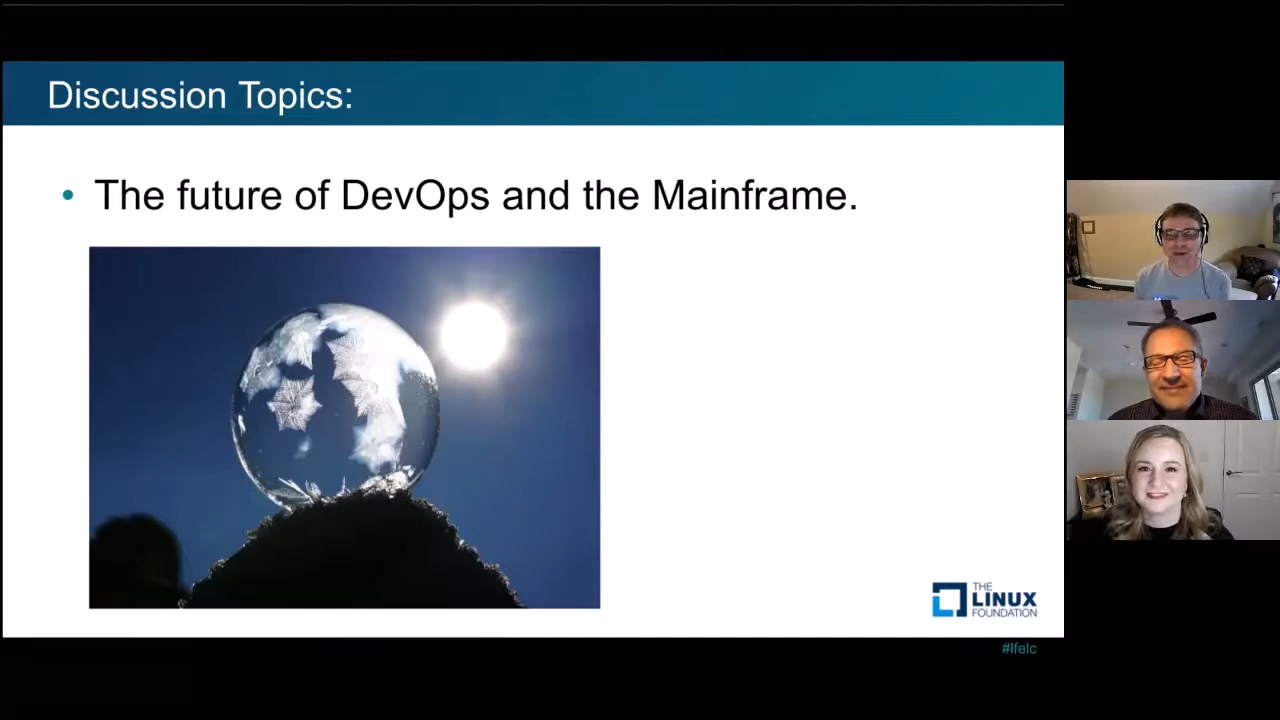 Discussion Topics:
• The future of DevOps and the Mainframe.
THE
LINUX
FOUNDATION
#lfelc